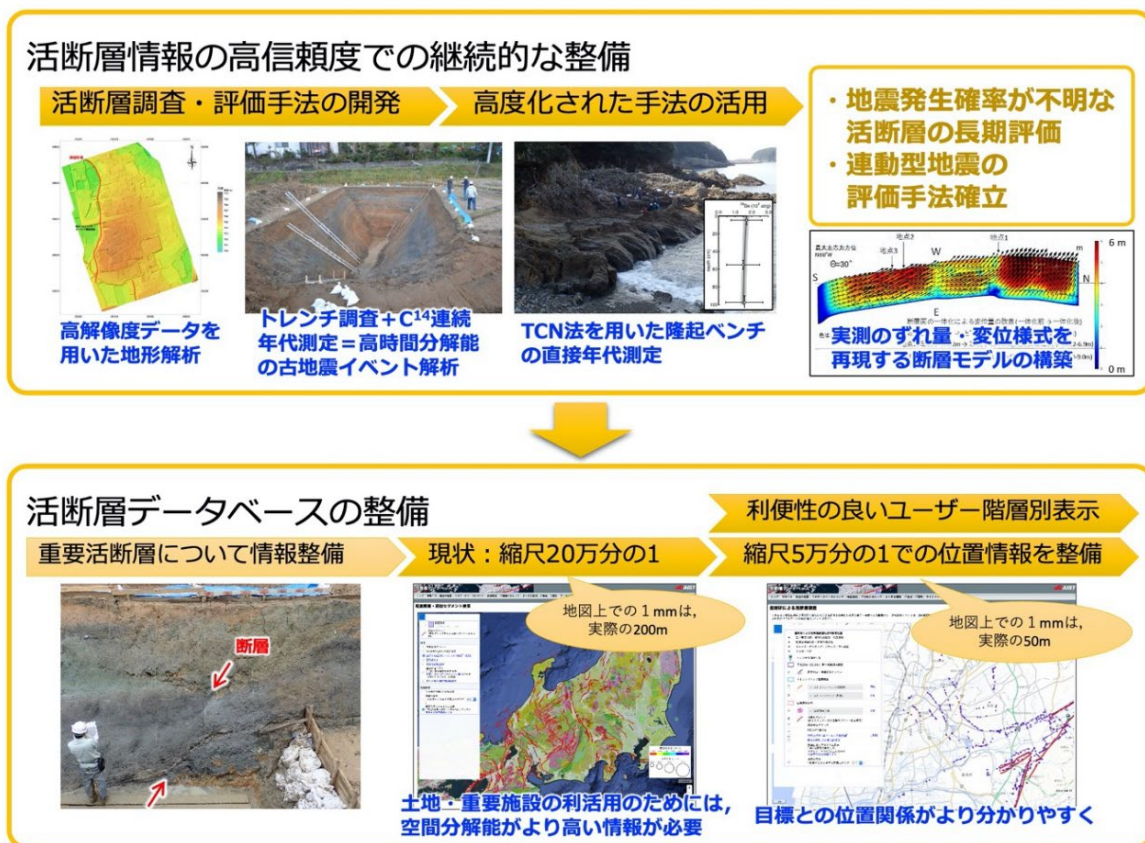 活断層情報の高信頼度での継続的な整備
活断層調査・評価手法の開発
高度化された手法の活用
・地震発生確率が不明な
活断層の長期評価
・連動型地震の
評価手法確立
高解像度データを
用いた地形解析
トレンチ調査＋C¹⁴連続
年代測定＝高時間分解能
の古地震イベント解析
TCN法を用いた隆起ベンチ
の直接年代測定
地点2
W
地点1
地点3
Θ=30°
S
N
E
6 m
m
0 m
実測のずれ量・変位様式を
再現する断層モデルの構築
活断層データベースの整備
利便性の良いユーザー階層別表示
重要活断層について情報整備
現状：縮尺20万分の1
縮尺5万分の1での位置情報を整備
断層
地図上での１mmは，
実際の200m
地図上での１mmは，
実際の50m
土地・重要施設の利活用のためには，
空間分解能がより高い情報が必要
目標との位置関係がより分かりやすく